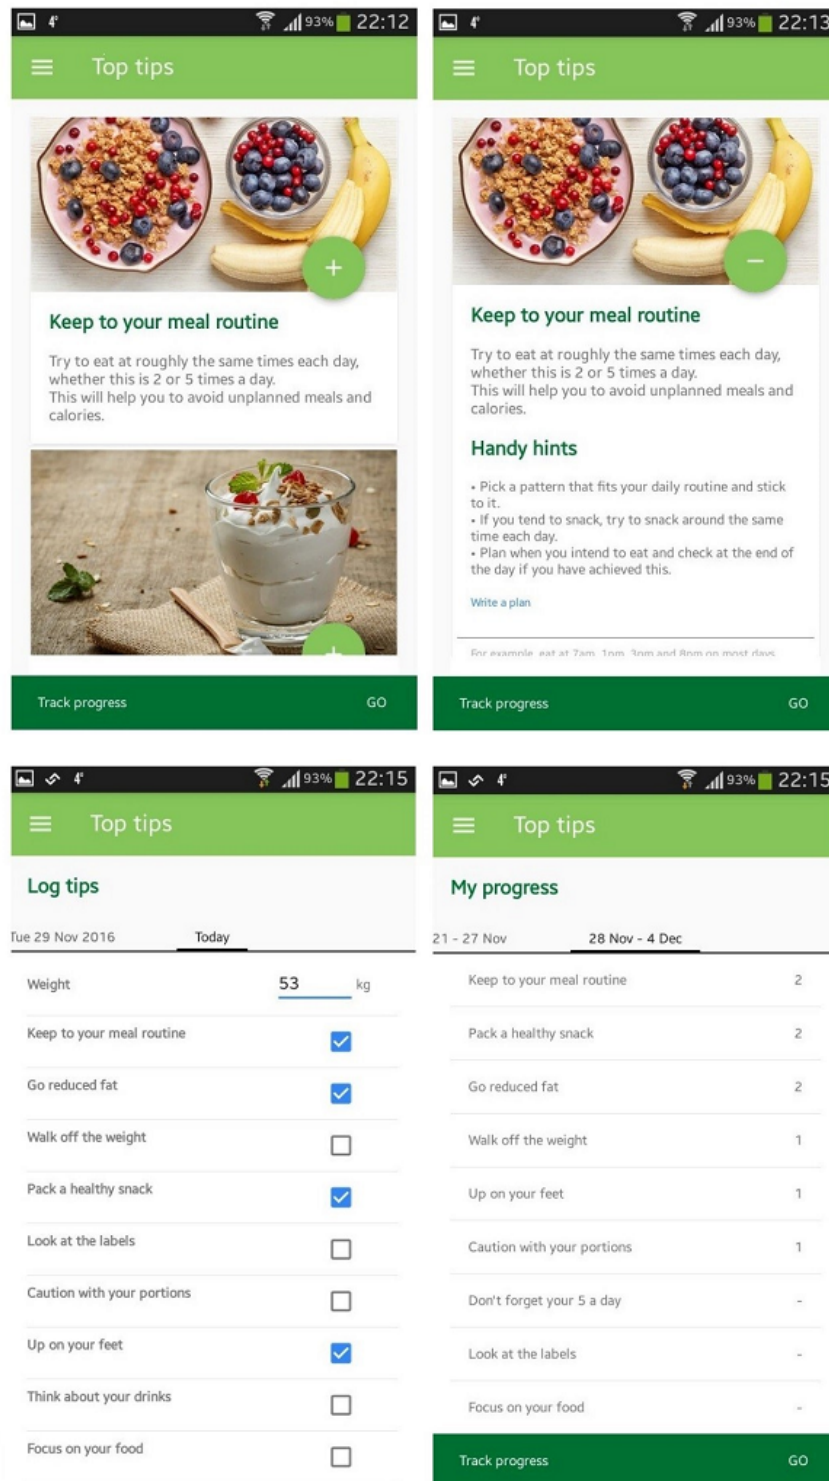 4°
93% 22:12
Top tips
Keep to your meal routine
Try to eat at roughly the same times each day,
whether this is 2 or 5 times a day.
This will help you to avoid unplanned meals and
calories.
Track progress GO
4°
93% 22:13
Top tips
Keep to your meal routine
Try to eat at roughly the same times each day,
whether this is 2 or 5 times a day.
This will help you to avoid unplanned meals and
calories.
Handy hints
• Pick a pattern that fits your daily routine and stick
to it.
• If you tend to snack, try to snack around the same
time each day.
• Plan when you intend to eat and check at the end of
the day if you have achieved this.
Write a plan
For example, eat at 7am, 1pm, 3pm and 8pm on most days
Track progress GO
4°
93% 22:15
Top tips
Log tips
Tue 29 Nov 2016 Today
Weight 53 kg
Keep to your meal routine
Go reduced fat
Walk off the weight
Pack a healthy snack
Look at the labels
Caution with your portions
Up on your feet
Think about your drinks
Focus on your food
4°
93% 22:15
Top tips
My progress
21 - 27 Nov 28 Nov - 4 Dec
Keep to your meal routine 2
Pack a healthy snack 2
Go reduced fat 2
Walk off the weight 1
Up on your feet 1
Caution with your portions 1
Don't forget your 5 a day -
Look at the labels -
Focus on your food -
Track progress GO